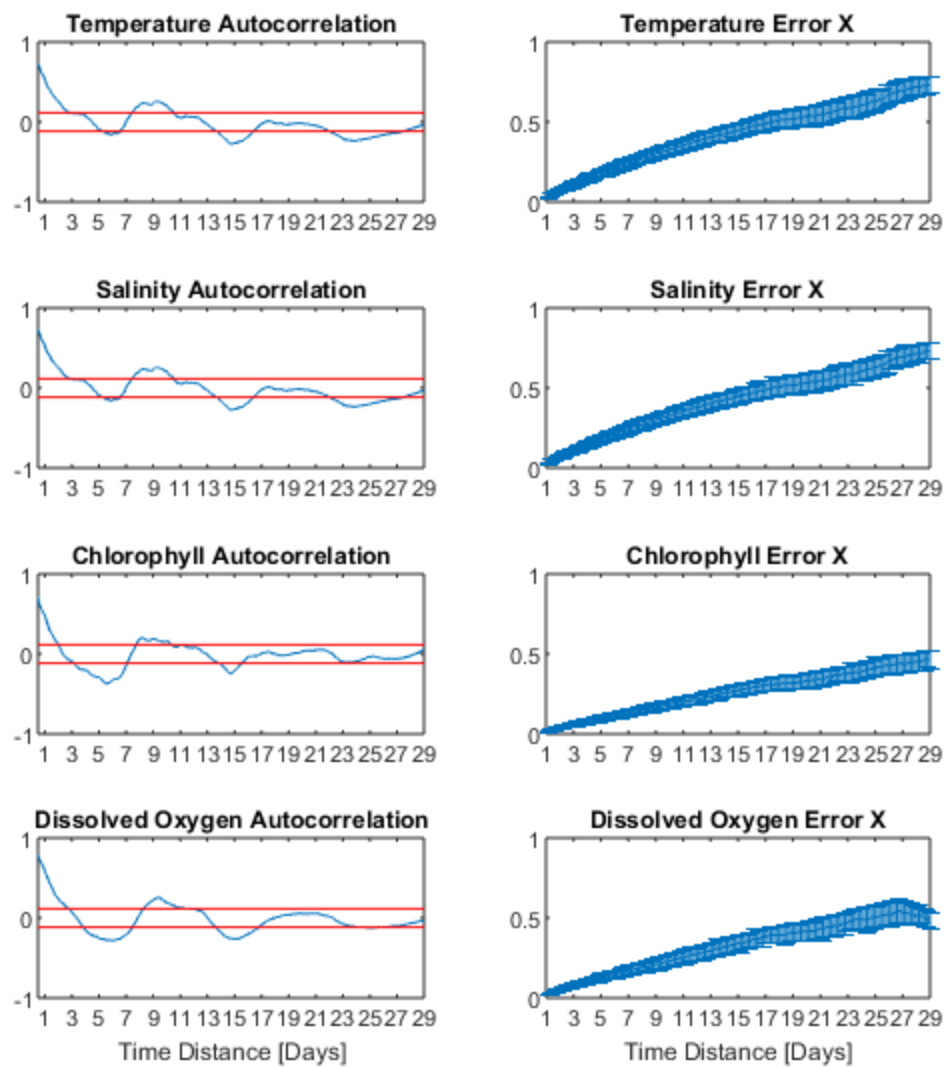 Temperature Autocorrelation
1
0
-1
1 3 5 7 9 11 13 15 17 19 21 23 25 27 29
Temperature Error X
1
0.5
0
1 3 5 7 9 11 13 15 17 19 21 23 25 27 29
Salinity Autocorrelation
1
0
-1
1 3 5 7 9 11 13 15 17 19 21 23 25 27 29
Salinity Error X
1
0.5
0
1 3 5 7 9 11 13 15 17 19 21 23 25 27 29
Chlorophyll Autocorrelation
1
0
-1
1 3 5 7 9 11 13 15 17 19 21 23 25 27 29
Chlorophyll Error X
1
0.5
0
1 3 5 7 9 11 13 15 17 19 21 23 25 27 29
Dissolved Oxygen Autocorrelation
1
0
-1
1 3 5 7 9 11 13 15 17 19 21 23 25 27 29
Time Distance [Days]
Dissolved Oxygen Error X
1
0.5
0
1 3 5 7 9 11 13 15 17 19 21 23 25 27 29
Time Distance [Days]